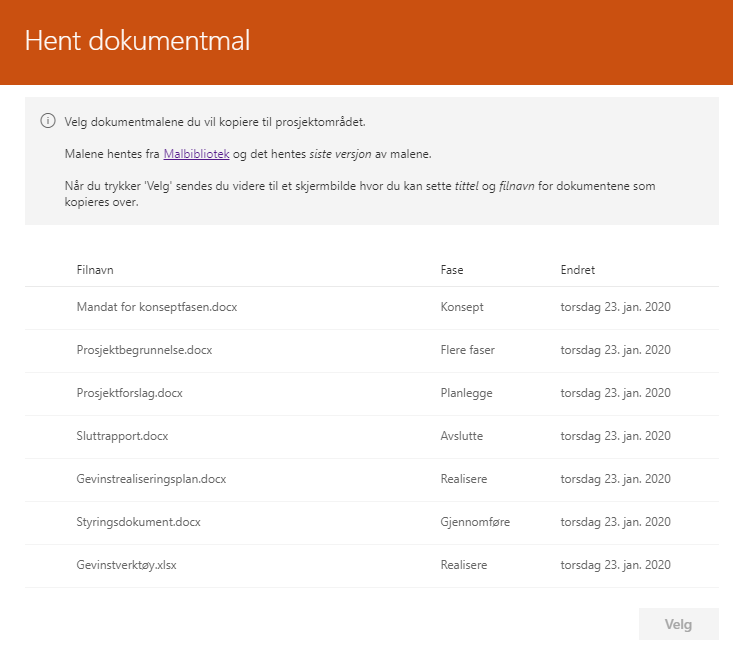 Hent dokumentmal
Velg dokumentmalene du vil kopiere til prosjektområdet.
Malene hentes fra Malbibliotek og det hentes siste versjon av malene.
Når du trykker 'Velg' sendes du videre til et skjermbilde hvor du kan sette tittel og filnavn for dokumentene som
kopieres over.
Filnavn Fase Endret
Mandat for konseptfasen.docx Konsept torsdag 23. jan. 2020
Prosjektbegrunnelse.docx Flere faser torsdag 23. jan. 2020
Prosjektforslag.docx Planlegge torsdag 23. jan. 2020
Sluttrapport.docx Avslutte torsdag 23. jan. 2020
Gevinstrealiseringsplan.docx Realisere torsdag 23. jan. 2020
Styringsdokument.docx Gjennomføre torsdag 23. jan. 2020
Gevinstverktøy.xlsx Realisere torsdag 23. jan. 2020
Velg